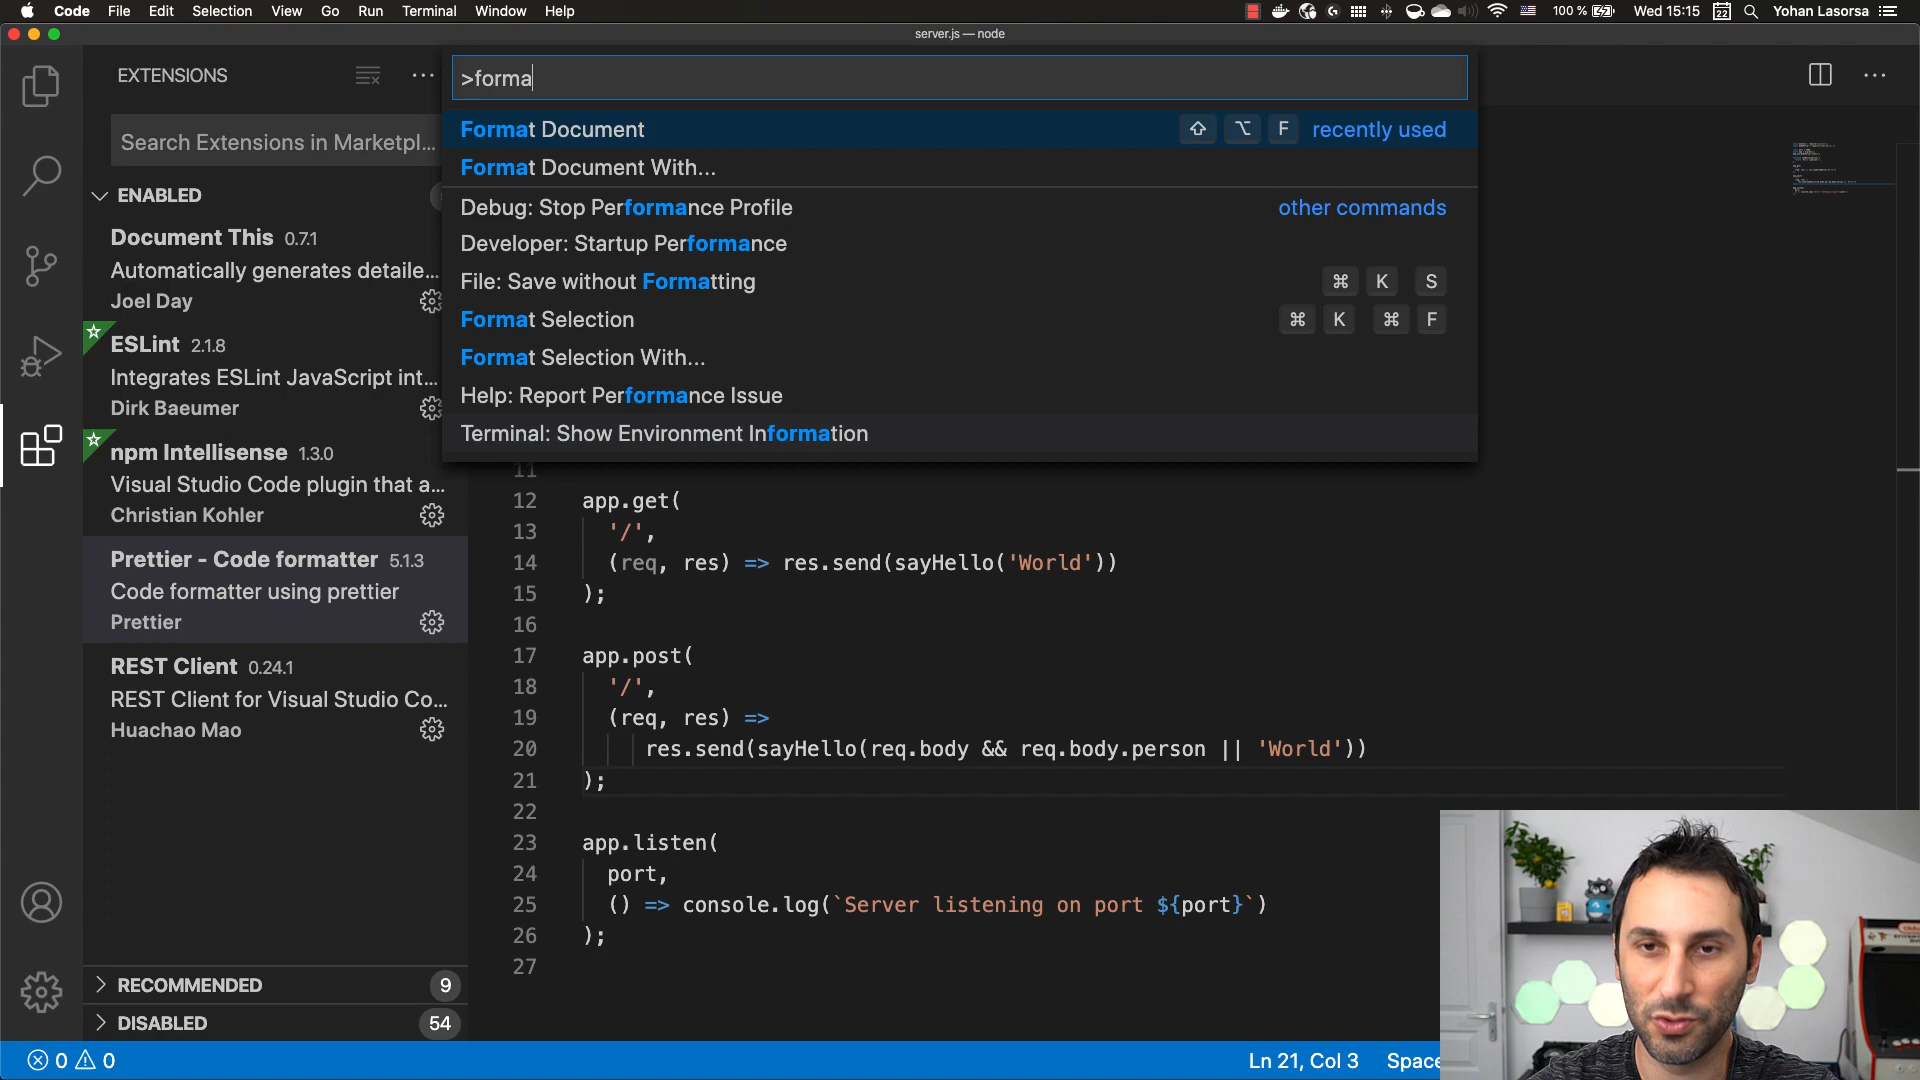 Code File Edit Selection View Go Run Terminal Window Help 100 % Wed 15:15 22 Yohan Lasorsa
server.js — node
EXTENSIONS
>forma
Search Extensions in Marketpl...
Format Document ⇧ ⌥ F recently used
Format Document With...
Debug: Stop Performance Profile other commands
Developer: Startup Performance
File: Save without Formatting ⌘ K S
Format Selection ⌘ K ⌘ F
Format Selection With...
Help: Report Performance Issue
Terminal: Show Environment Information
ENABLED
Document This 0.7.1
Automatically generates detaile...
Joel Day
ESLint 2.1.8
Integrates ESLint JavaScript int...
Dirk Baeumer
npm Intellisense 1.3.0
Visual Studio Code plugin that a...
Christian Kohler
Prettier - Code formatter 5.1.3
Code formatter using prettier
Prettier
REST Client 0.24.1
REST Client for Visual Studio Co...
Huachao Mao
RECOMMENDED 9
DISABLED 54
11
12 app.get(
13 '/',
14 (req, res) => res.send(sayHello('World'))
15 );
16
17 app.post(
18 '/',
19 (req, res) =>
20 res.send(sayHello(req.body && req.body.person || 'World'))
21 );
22
23 app.listen(
24 port,
25 () => console.log(`Server listening on port ${port}`)
26 );
27
0 0 Ln 21, Col 3 Space